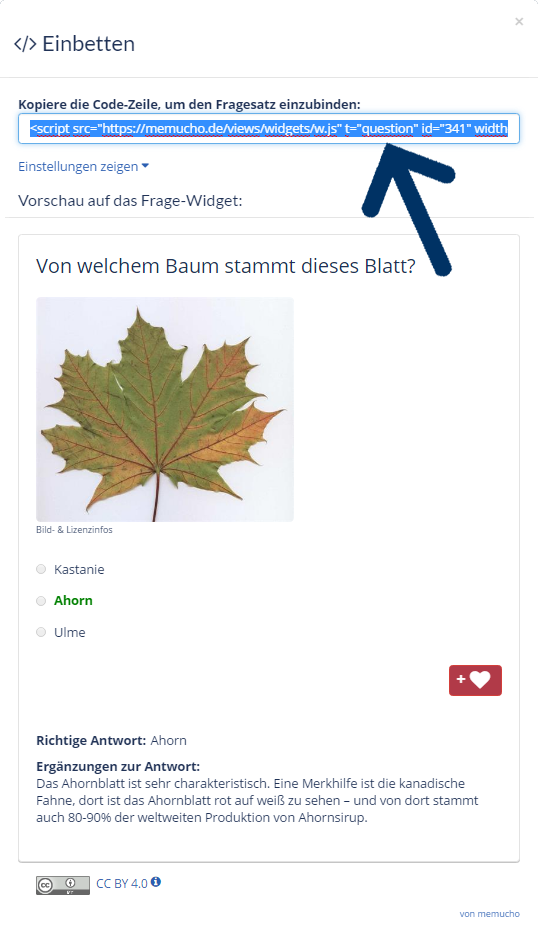 ×
</> Einbetten
Kopiere die Code-Zeile, um den Fragesatz einzubinden:
<script src="https://memucho.de/views/widgets/w.js" t="question" id="341" width
Einstellungen zeigen
Vorschau auf das Frage-Widget:
Von welchem Baum stammt dieses Blatt?
Bild- & Lizenzinfos
Kastanie
Ahorn
Ulme
+
Richtige Antwort: Ahorn
Ergänzungen zur Antwort:
Das Ahornblatt ist sehr charakteristisch. Eine Merkhilfe ist die kanadische
Fahne, dort ist das Ahornblatt rot auf weiß zu sehen – und von dort stammt
auch 80-90% der weltweiten Produktion von Ahornsirup.
cc BY CC BY 4.0
von memucho